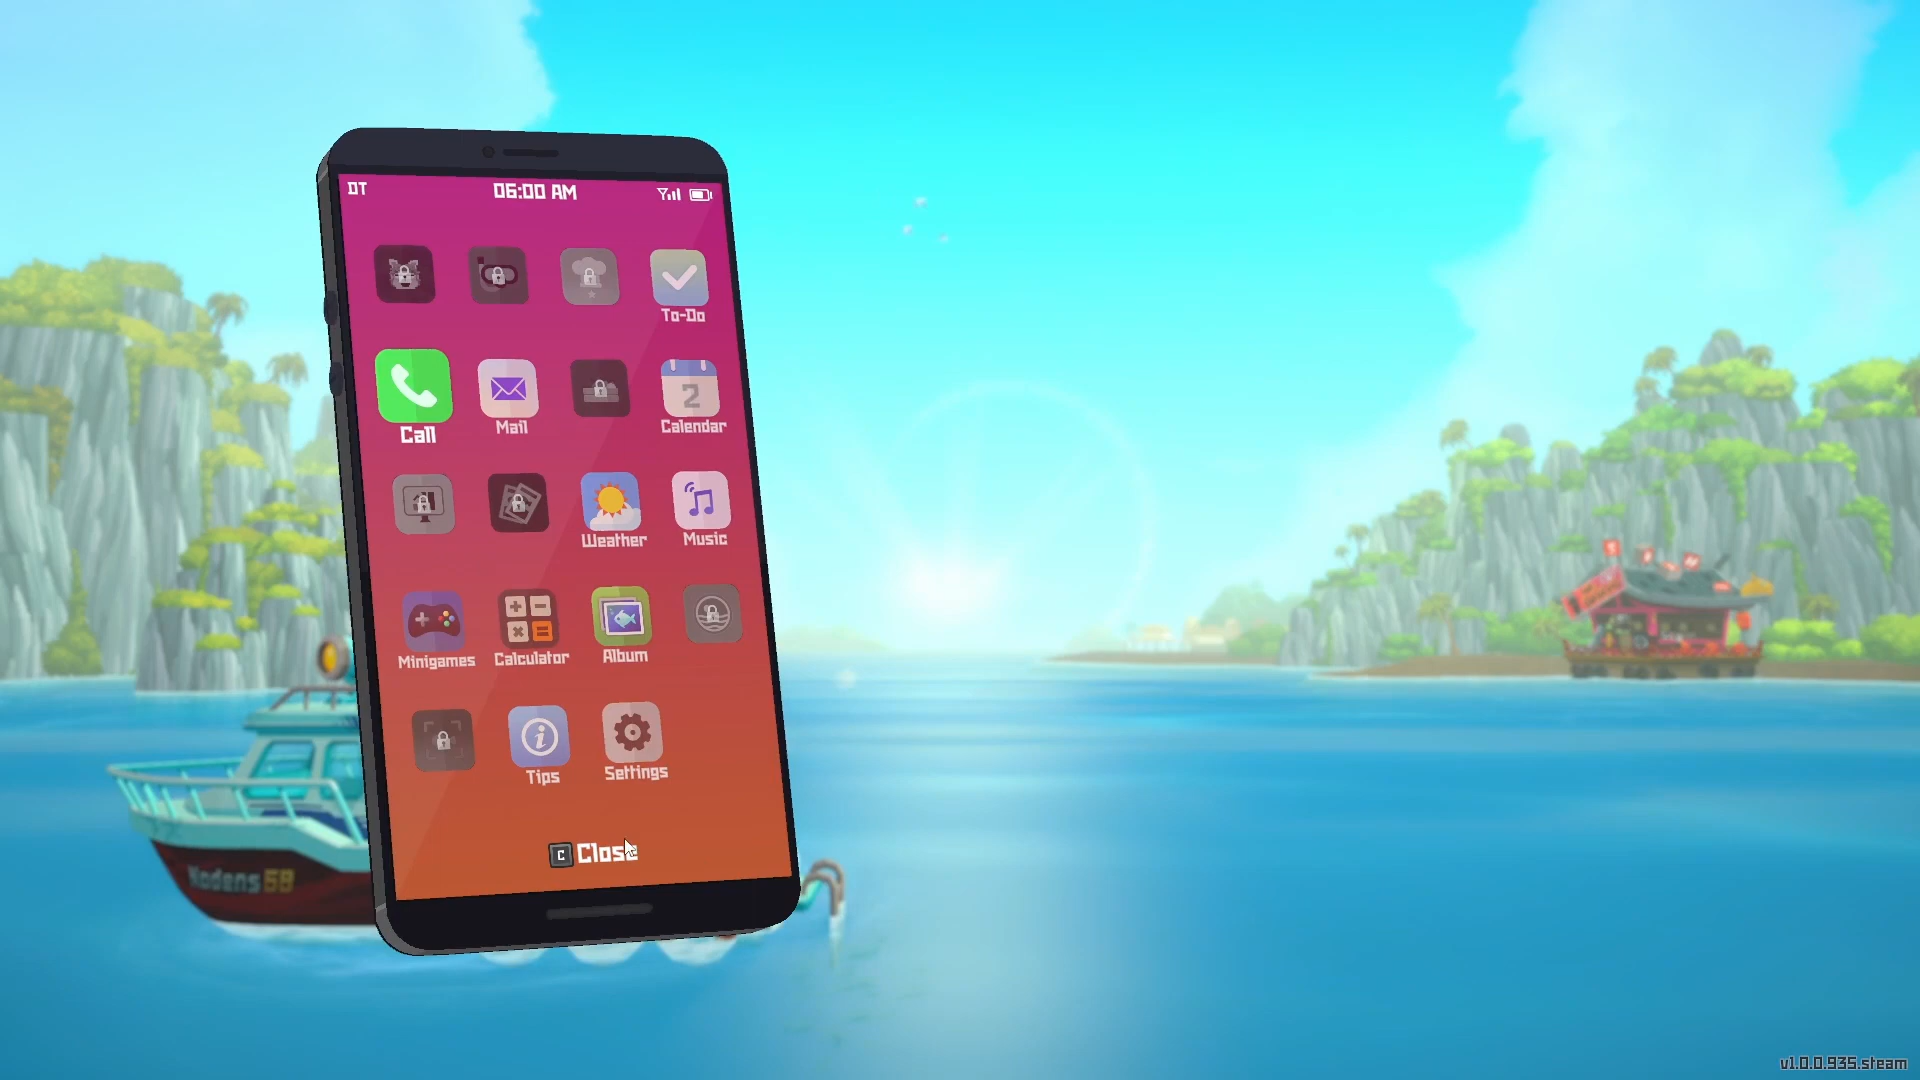 DT
06:00 AM
To-Do
Call
Mail
2
Calendar
Weather
Music
Minigames
Calculator
Album
Tips
Settings
C Close
Nodens68
v1.0.0.935.steam